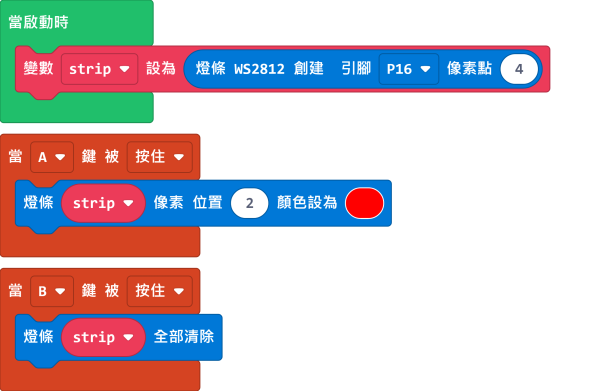 當啟動時
變數 strip 設為 燈條 WS2812 創建 引腳 P16 像素點 4
當 A 鍵 被 按住
燈條 strip 像素 位置 2 顏色設為
當 B 鍵 被 按住
燈條 strip 全部清除